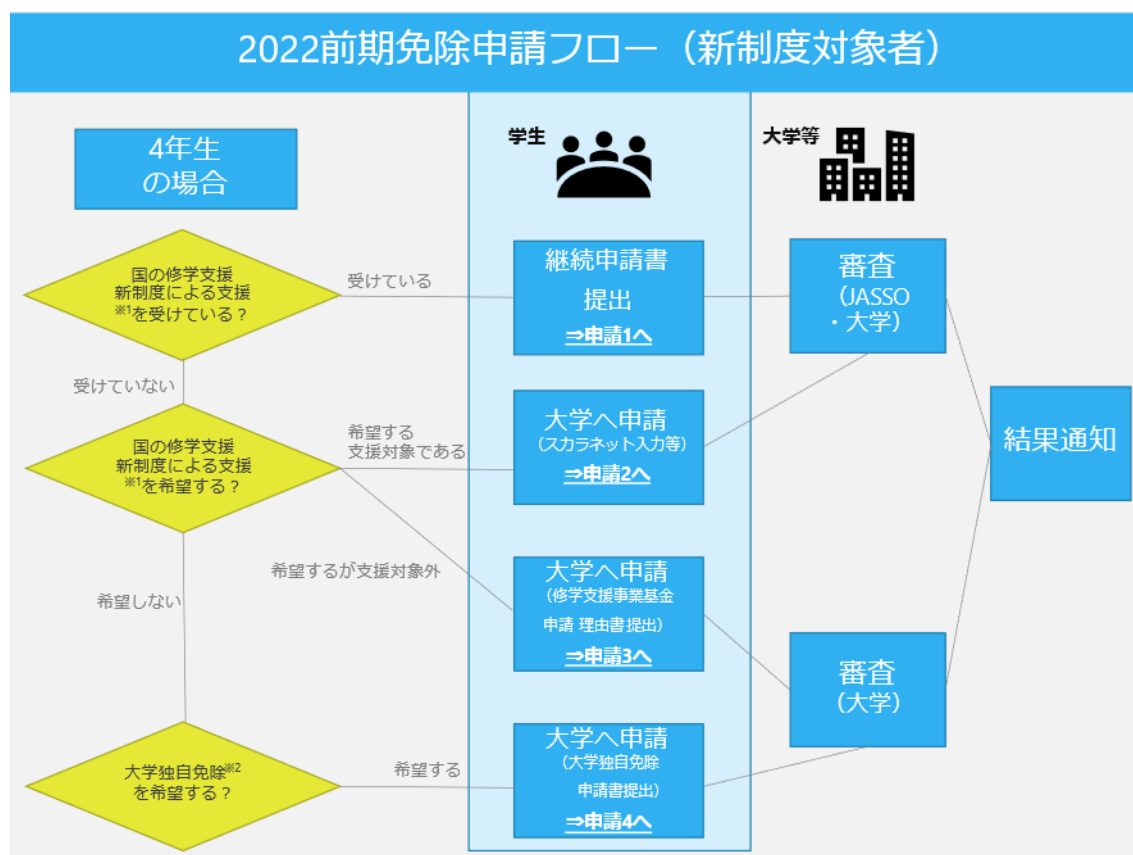 2022前期免除申請フロー（新制度対象者）
4年生
の場合
学生
大学等
国の修学支援
新制度による支援
※1を受けている？
受けている
継続申請書
提出
⇒申請1へ
審査
（JASSO
・大学）
受けていない
国の修学支援
新制度による支援
※1を希望する？
希望する
支援対象である
大学へ申請
（スカラネット入力等）
⇒申請2へ
結果通知
希望するが支援対象外
大学へ申請
（修学支援事業基金
申請 理由書提出）
⇒申請3へ
希望しない
審査
（大学）
大学独自免除※2
を希望する？
希望する
大学へ申請
（大学独自免除
申請書提出）
⇒申請4へ